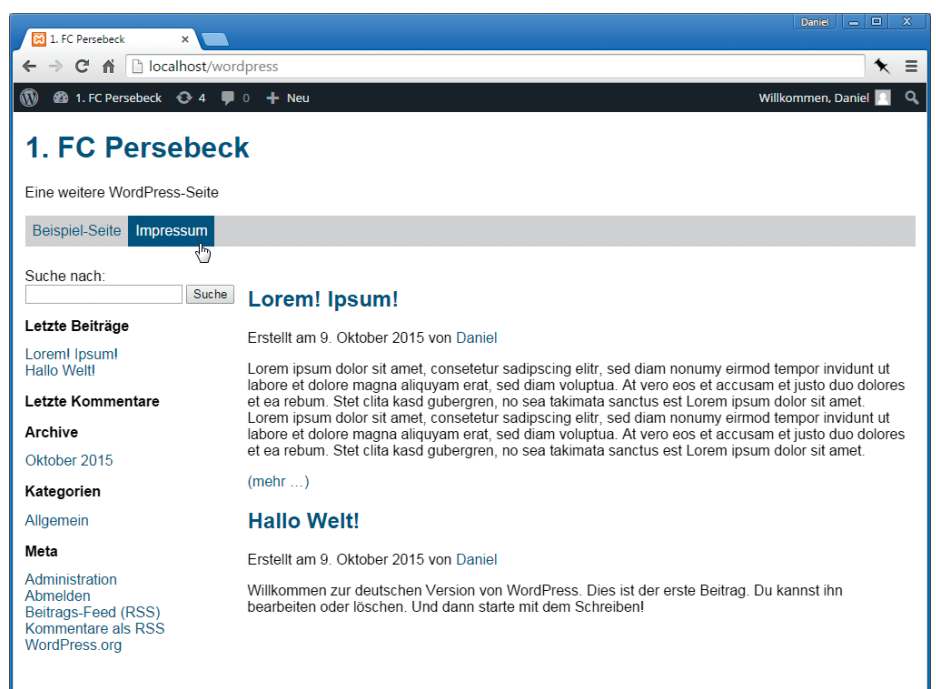 Daniel
1. FC Persebeck
localhost/wordpress
1. FC Persebeck 4 0 Neu Willkommen, Daniel
1. FC Persebeck
Eine weitere WordPress-Seite
Beispiel-Seite Impressum
Suche nach:
Suche
Letzte Beiträge
Lorem! Ipsum!
Hallo Welt!
Letzte Kommentare
Archive
Oktober 2015
Kategorien
Allgemein
Meta
Administration
Abmelden
Beitrags-Feed (RSS)
Kommentare als RSS
WordPress.org
Lorem! Ipsum!
Erstellt am 9. Oktober 2015 von Daniel
Lorem ipsum dolor sit amet, consetetur sadipscing elitr, sed diam nonumy eirmod tempor invidunt ut
labore et dolore magna aliquyam erat, sed diam voluptua. At vero eos et accusam et justo duo dolores
et ea rebum. Stet clita kasd gubergren, no sea takimata sanctus est Lorem ipsum dolor sit amet.
Lorem ipsum dolor sit amet, consetetur sadipscing elitr, sed diam nonumy eirmod tempor invidunt ut
labore et dolore magna aliquyam erat, sed diam voluptua. At vero eos et accusam et justo duo dolores
et ea rebum. Stet clita kasd gubergren, no sea takimata sanctus est Lorem ipsum dolor sit amet.
(mehr …)
Hallo Welt!
Erstellt am 9. Oktober 2015 von Daniel
Willkommen zur deutschen Version von WordPress. Dies ist der erste Beitrag. Du kannst ihn
bearbeiten oder löschen. Und dann starte mit dem Schreiben!